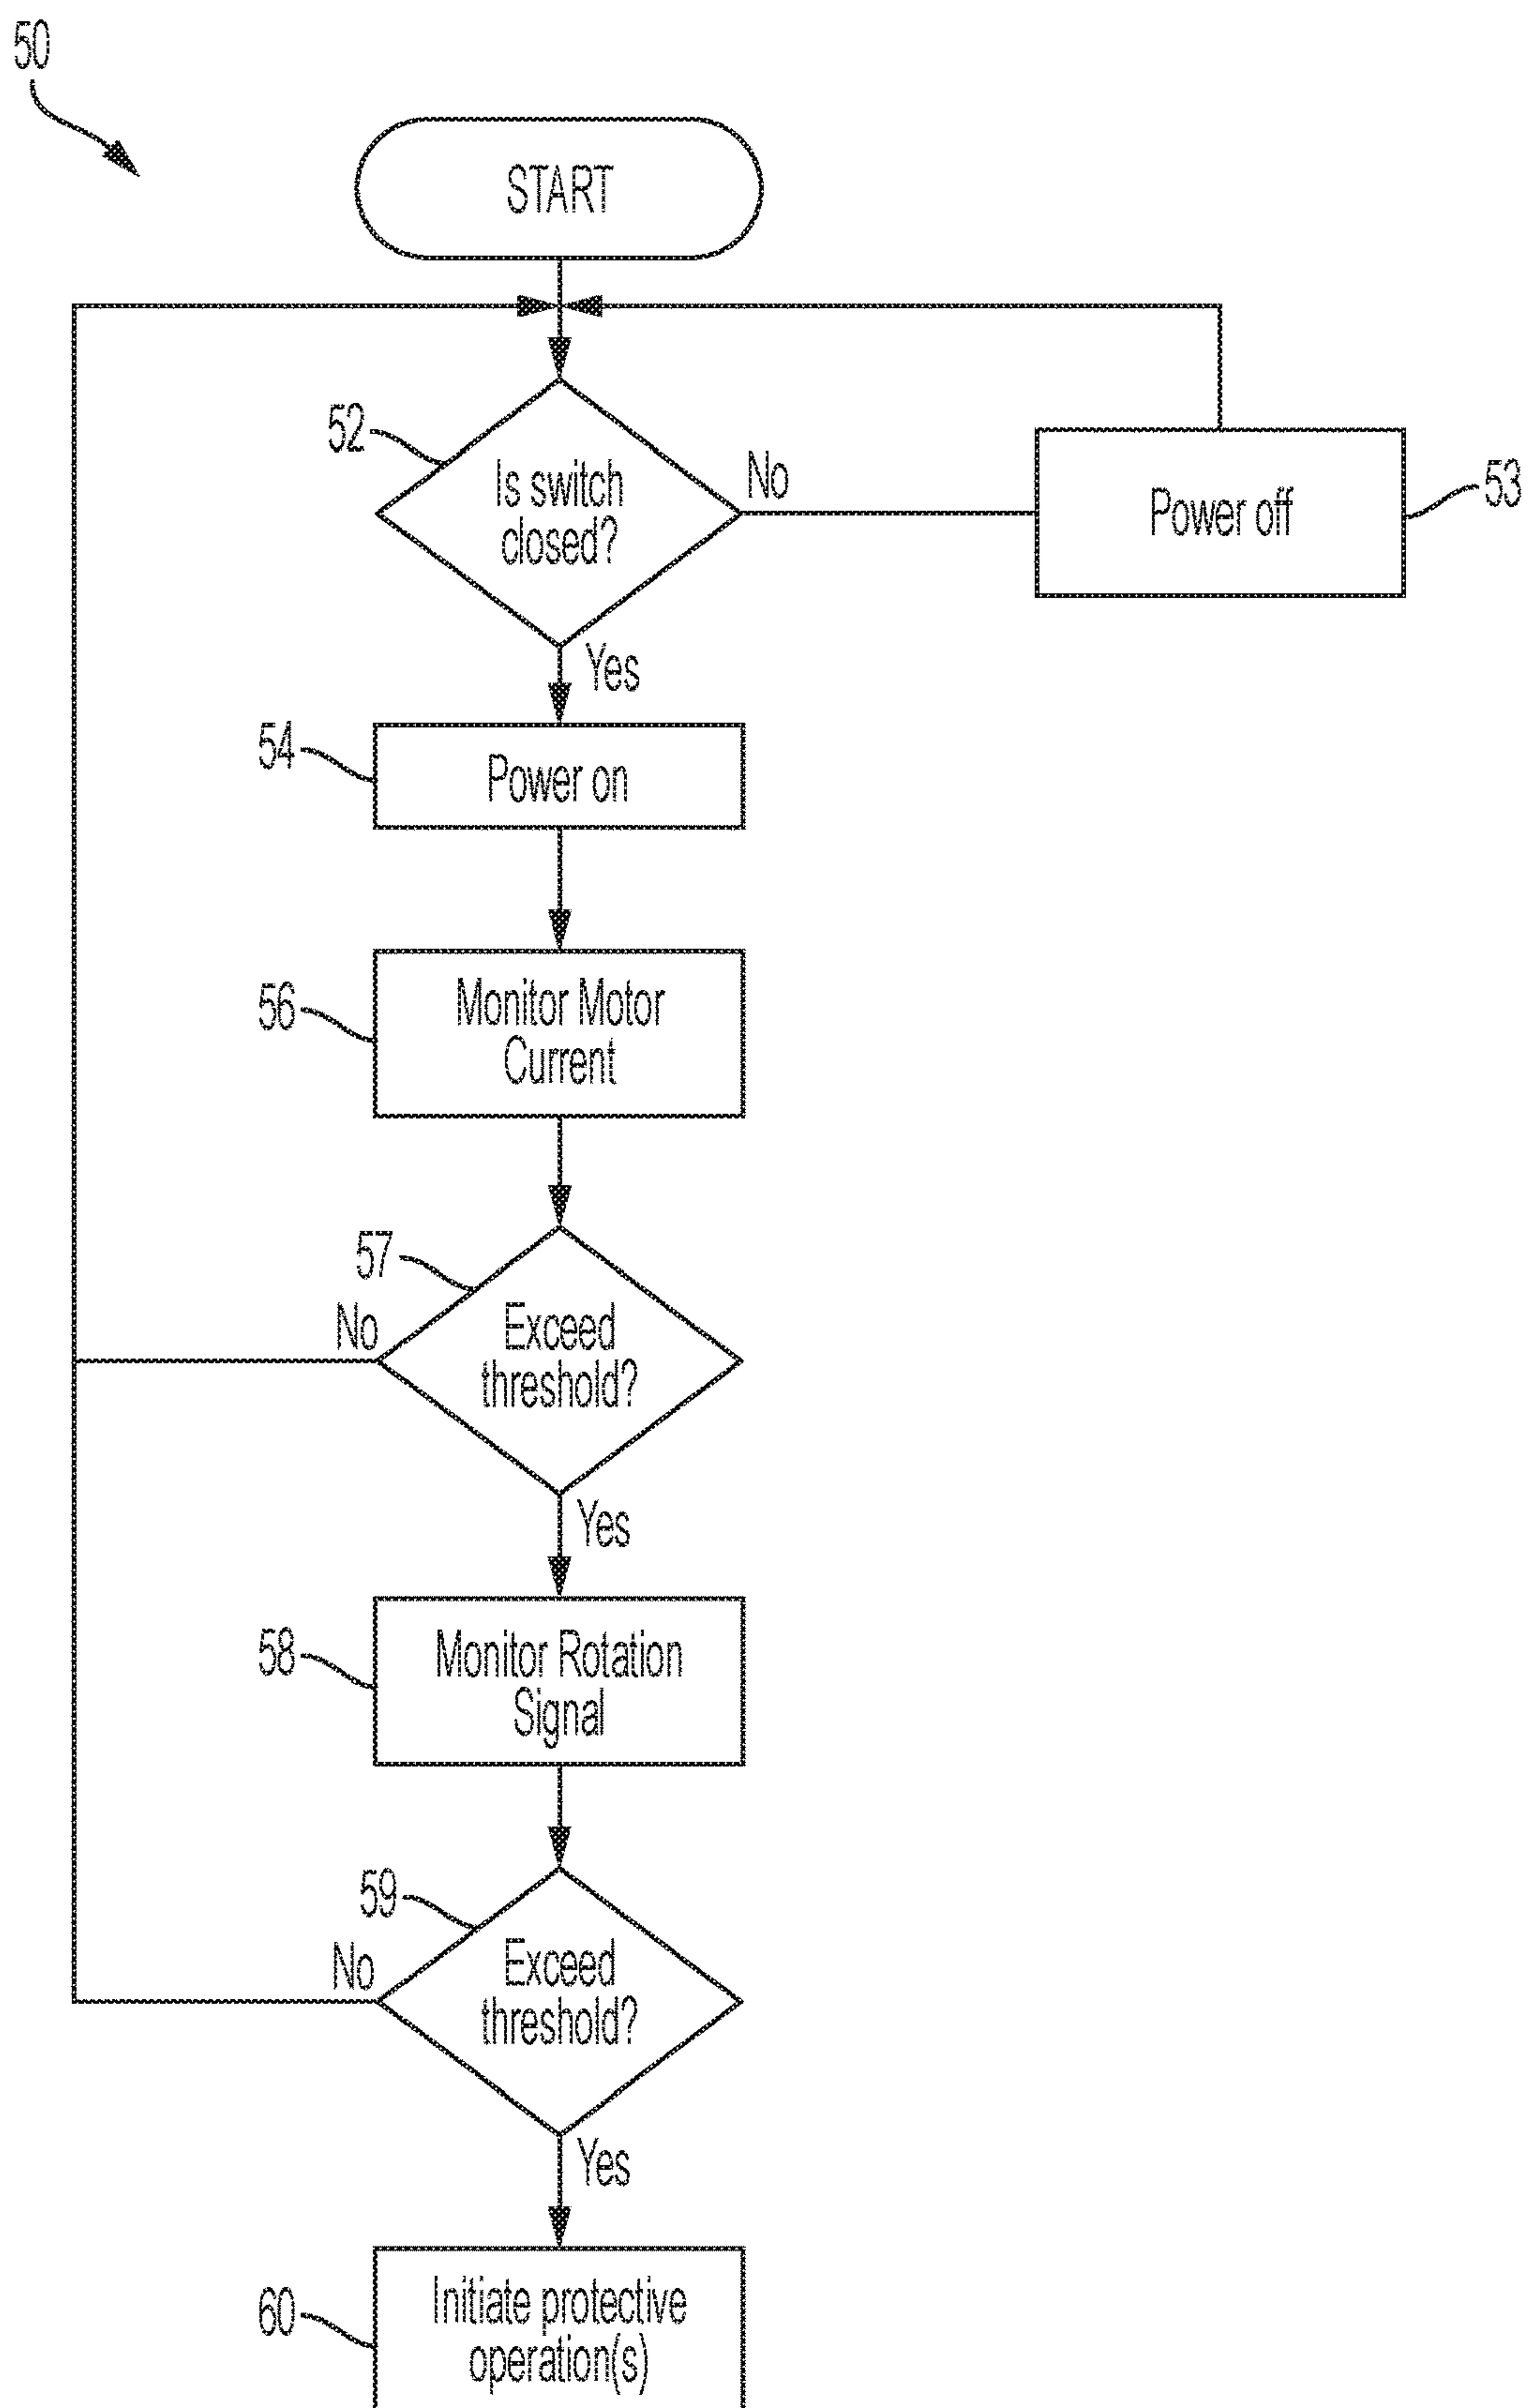 50
START
52
Is switch
closed?
No
Power off
53
Yes
54
Power on
56
Monitor Motor
Current
57
No
Exceed
threshold?
Yes
58
Monitor Rotation
Signal
59
No
Exceed
threshold?
Yes
60
Initiate protective
operation(s)